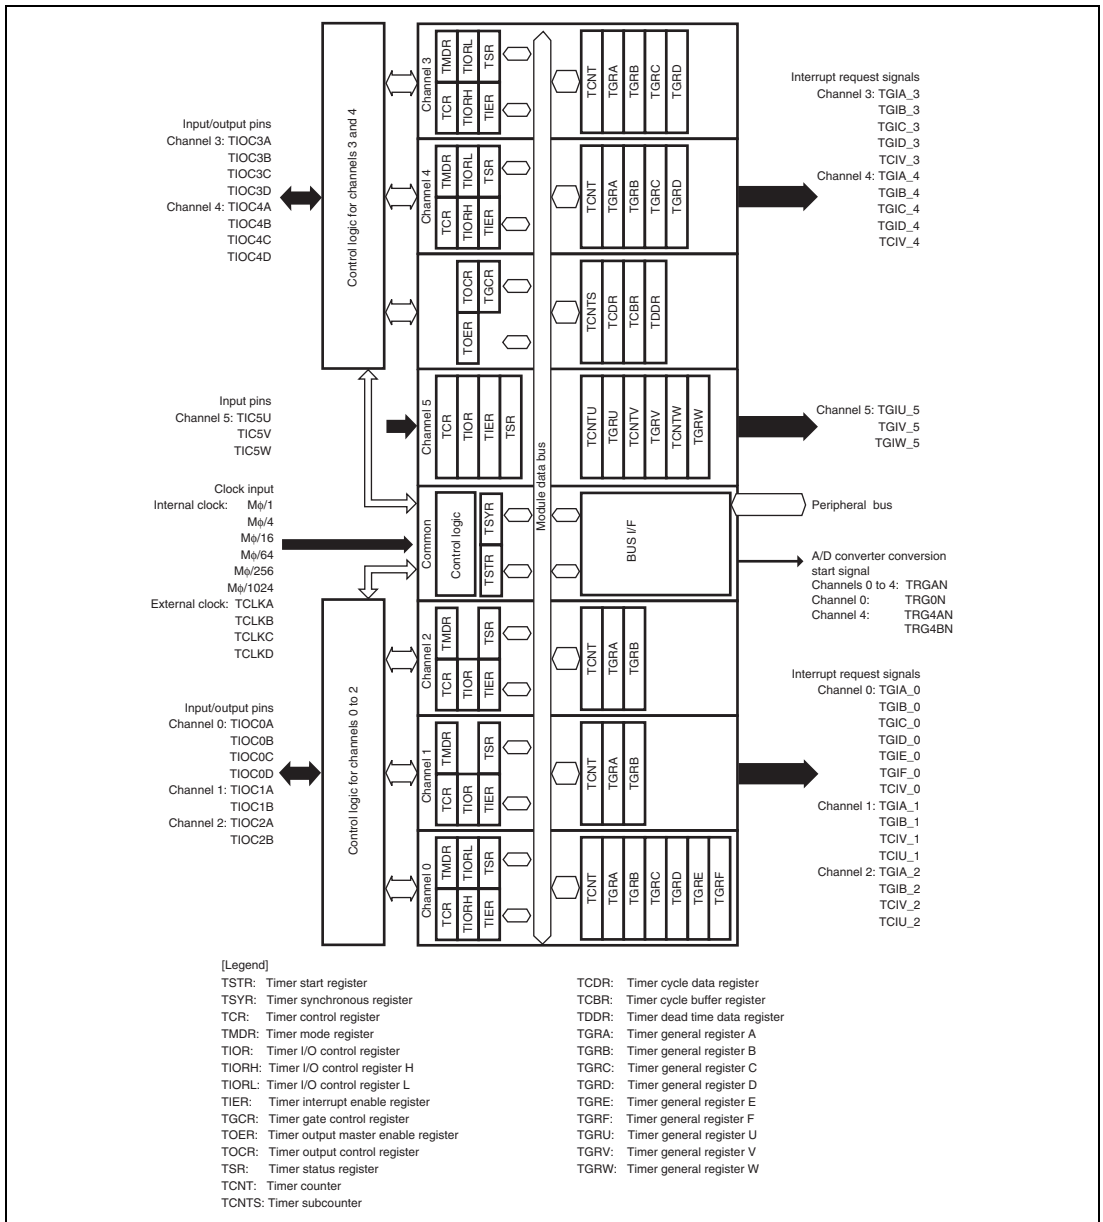 Input/output pins
Channel 3: TIOC3A
TIOC3B
TIOC3C
TIOC3D
Channel 4: TIOC4A
TIOC4B
TIOC4C
TIOC4D
Input pins
Channel 5: TIC5U
TIC5V
TIC5W
Clock input
Internal clock: Mφ/1
Mφ/4
Mφ/16
Mφ/64
Mφ/256
Mφ/1024
External clock: TCLKA
TCLKB
TCLKC
TCLKD
Input/output pins
Channel 0: TIOC0A
TIOC0B
TIOC0C
TIOC0D
Channel 1: TIOC1A
TIOC1B
Channel 2: TIOC2A
TIOC2B
Control logic for channels 3 and 4
Control logic for channels 0 to 2
Channel 3
TCR
TMDR
TIORH
TIORL
TIER
TSR
TCNT
TGRA
TGRB
TGRC
TGRD
Channel 4
TCR
TMDR
TIORH
TIORL
TIER
TSR
TCNT
TGRA
TGRB
TGRC
TGRD
TOER
TOCR
TGCR
TCNTS
TCDR
TCBR
TDDR
Channel 5
TCR
TIOR
TIER
TSR
TCNTU
TGRU
TCNTV
TGRV
TCNTW
TGRW
Module data bus
Common
Control logic
TSTR
TSYR
BUS I/F
Channel 2
TCR
TMDR
TIOR
TIER
TSR
TCNT
TGRA
TGRB
Channel 1
TCR
TMDR
TIOR
TIER
TSR
TCNT
TGRA
TGRB
Channel 0
TCR
TMDR
TIORH
TIORL
TIER
TSR
TCNT
TGRA
TGRB
TGRC
TGRD
TGRE
TGRF
Interrupt request signals
Channel 3: TGIA_3
TGIB_3
TGIC_3
TGID_3
TCIV_3
Channel 4: TGIA_4
TGIB_4
TGIC_4
TGID_4
TCIV_4
Channel 5: TGIU_5
TGIV_5
TGIW_5
Peripheral bus
A/D converter conversion
start signal
Channels 0 to 4: TRGAN
Channel 0: TRG0N
Channel 4: TRG4AN
TRG4BN
Interrupt request signals
Channel 0: TGIA_0
TGIB_0
TGIC_0
TGID_0
TGIE_0
TGIF_0
TCIV_0
Channel 1: TGIA_1
TGIB_1
TCIV_1
TCIU_1
Channel 2: TGIA_2
TGIB_2
TCIV_2
TCIU_2
[Legend]
TSTR: Timer start register
TSYR: Timer synchronous register
TCR: Timer control register
TMDR: Timer mode register
TIOR: Timer I/O control register
TIORH: Timer I/O control register H
TIORL: Timer I/O control register L
TIER: Timer interrupt enable register
TGCR: Timer gate control register
TOER: Timer output master enable register
TOCR: Timer output control register
TSR: Timer status register
TCNT: Timer counter
TCNTS: Timer subcounter
TCDR: Timer cycle data register
TCBR: Timer cycle buffer register
TDDR: Timer dead time data register
TGRA: Timer general register A
TGRB: Timer general register B
TGRC: Timer general register C
TGRD: Timer general register D
TGRE: Timer general register E
TGRF: Timer general register F
TGRU: Timer general register U
TGRV: Timer general register V
TGRW: Timer general register W